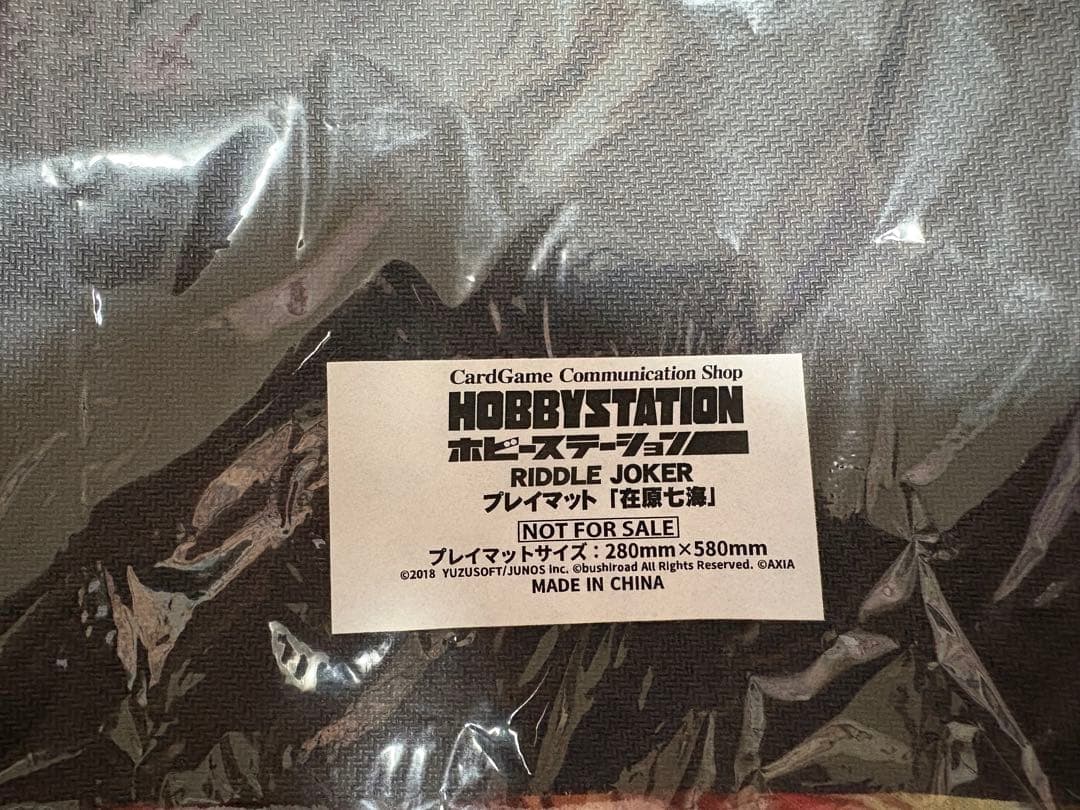 CardGame Communication Shop
HOBBYSTATION
ホビーステーション
RIDDLE JOKER
プレイマット「在原七海」
NOT FOR SALE
プレイマットサイズ：280mm×580mm
©2018 YUZUSOFT/JUNOS Inc. ©bushiroad All Rights Reserved. ©AXIA
MADE IN CHINA